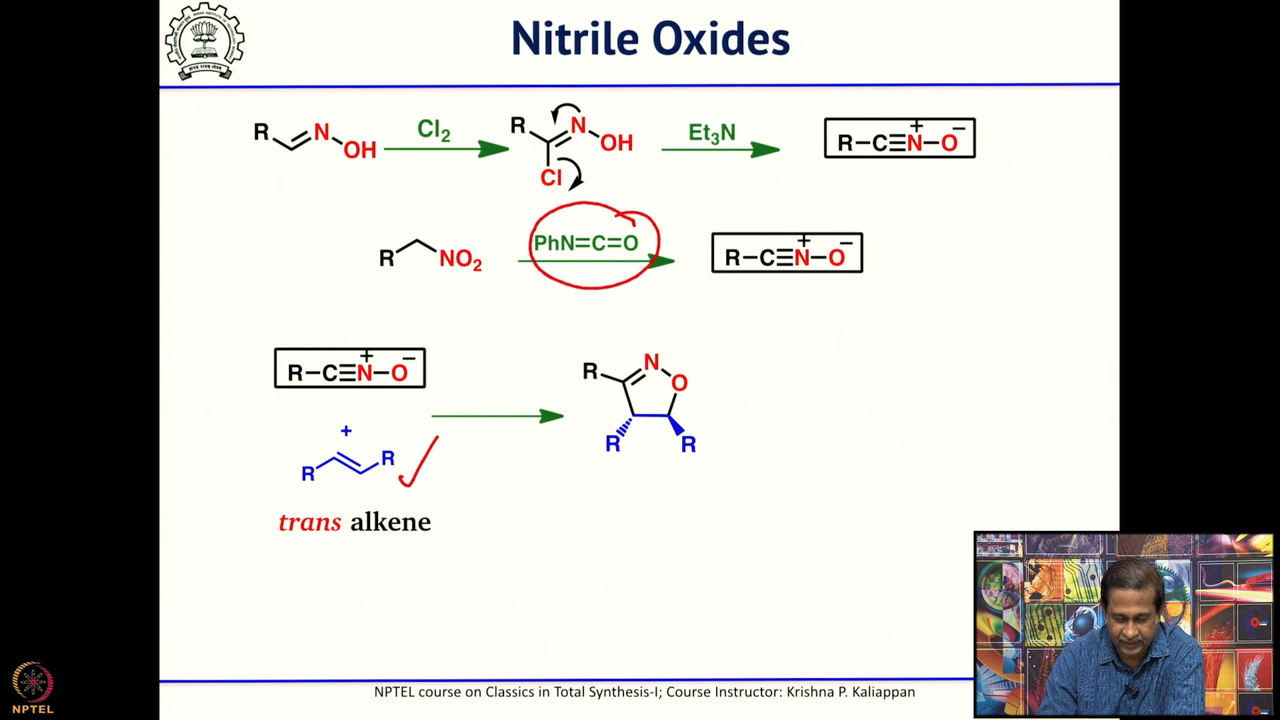 Nitrile Oxides
R N OH Cl₂ R N OH Cl Et₃N R−C≡N⁺−O⁻
R NO₂ PhN=C=O R−C≡N⁺−O⁻
R−C≡N⁺−O⁻
+
R R
R N O R R
trans alkene
NPTEL course on Classics in Total Synthesis-I; Course Instructor: Krishna P. Kaliappan
NPTEL